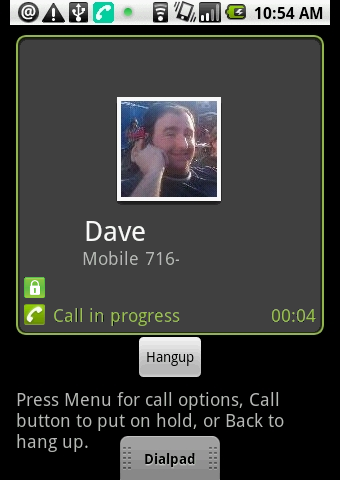 10:54 AM
Dave
Mobile 716-
Call in progress 00:04
Hangup
Press Menu for call options, Call
button to put on hold, or Back to
hang up.
Dialpad